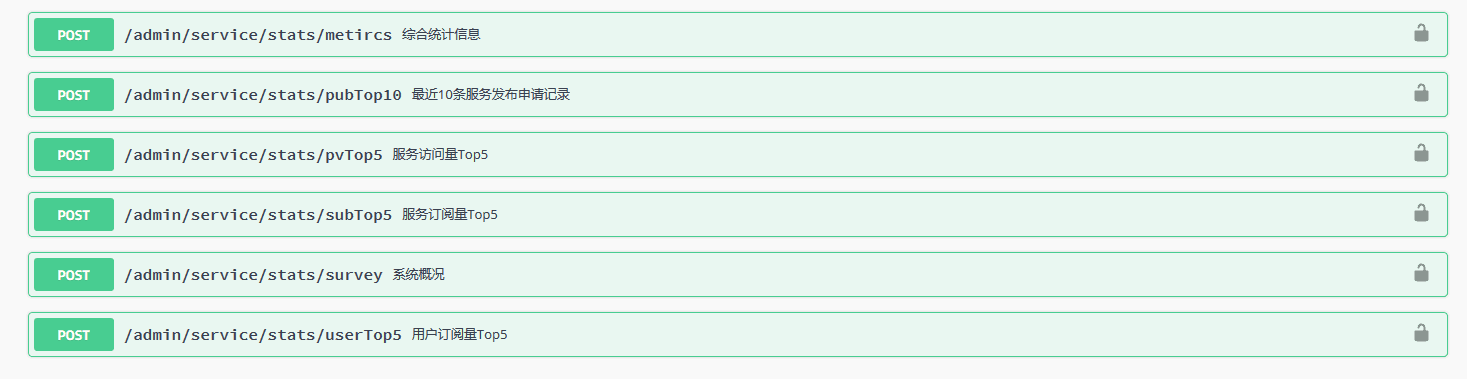 POST /admin/service/stats/metircs 综合统计信息
POST /admin/service/stats/pubTop10 最近10条服务发布申请记录
POST /admin/service/stats/pvTop5 服务访问量Top5
POST /admin/service/stats/subTop5 服务订阅量Top5
POST /admin/service/stats/survey 系统概况
POST /admin/service/stats/userTop5 用户订阅量Top5